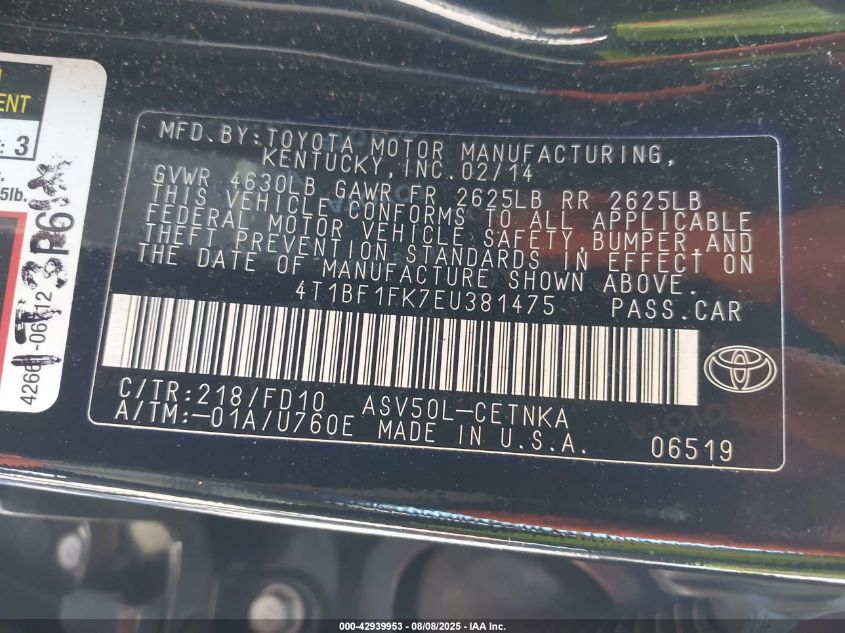 ENT
: 3
5lb.
MFD.BY:TOYOTA MOTOR MANUFACTURING,
KENTUCKY,INC.02/14
GVWR 4630LB GAWR FR 2625LB RR 2625LB
THIS VEHICLE CONFORMS TO ALL APPLICABLE
FEDERAL MOTOR VEHICLE SAFETY,BUMPER,AND
THEFT PREVENTION STANDARDS IN EFFECT ON
THE DATE OF MANUFACTURE SHOWN ABOVE.
4T1BF1FK7EU381475 PASS.CAR
C/TR:218/FD10 ASV50L-CETNKA
A/TM:-01A/U760E MADE IN U.S.A.
06519
000-42939953 - 08/08/2025 - IAA Inc.